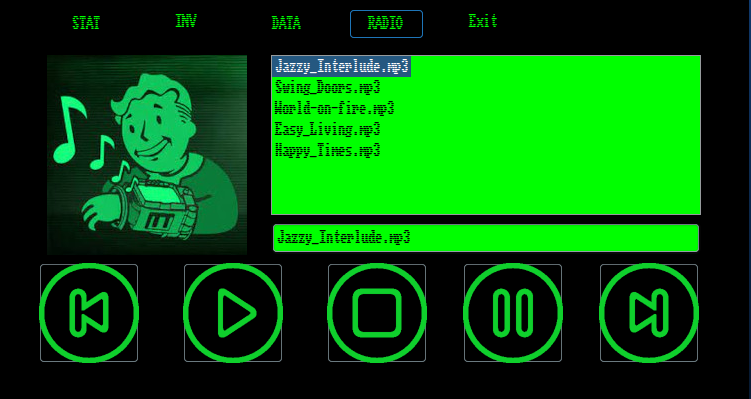 STAT INV DATA RADIO Exit
Jazzy_Interlude.mp3
Swing_Doors.mp3
World-on-fire.mp3
Easy_Living.mp3
Happy_Times.mp3
Jazzy_Interlude.mp3